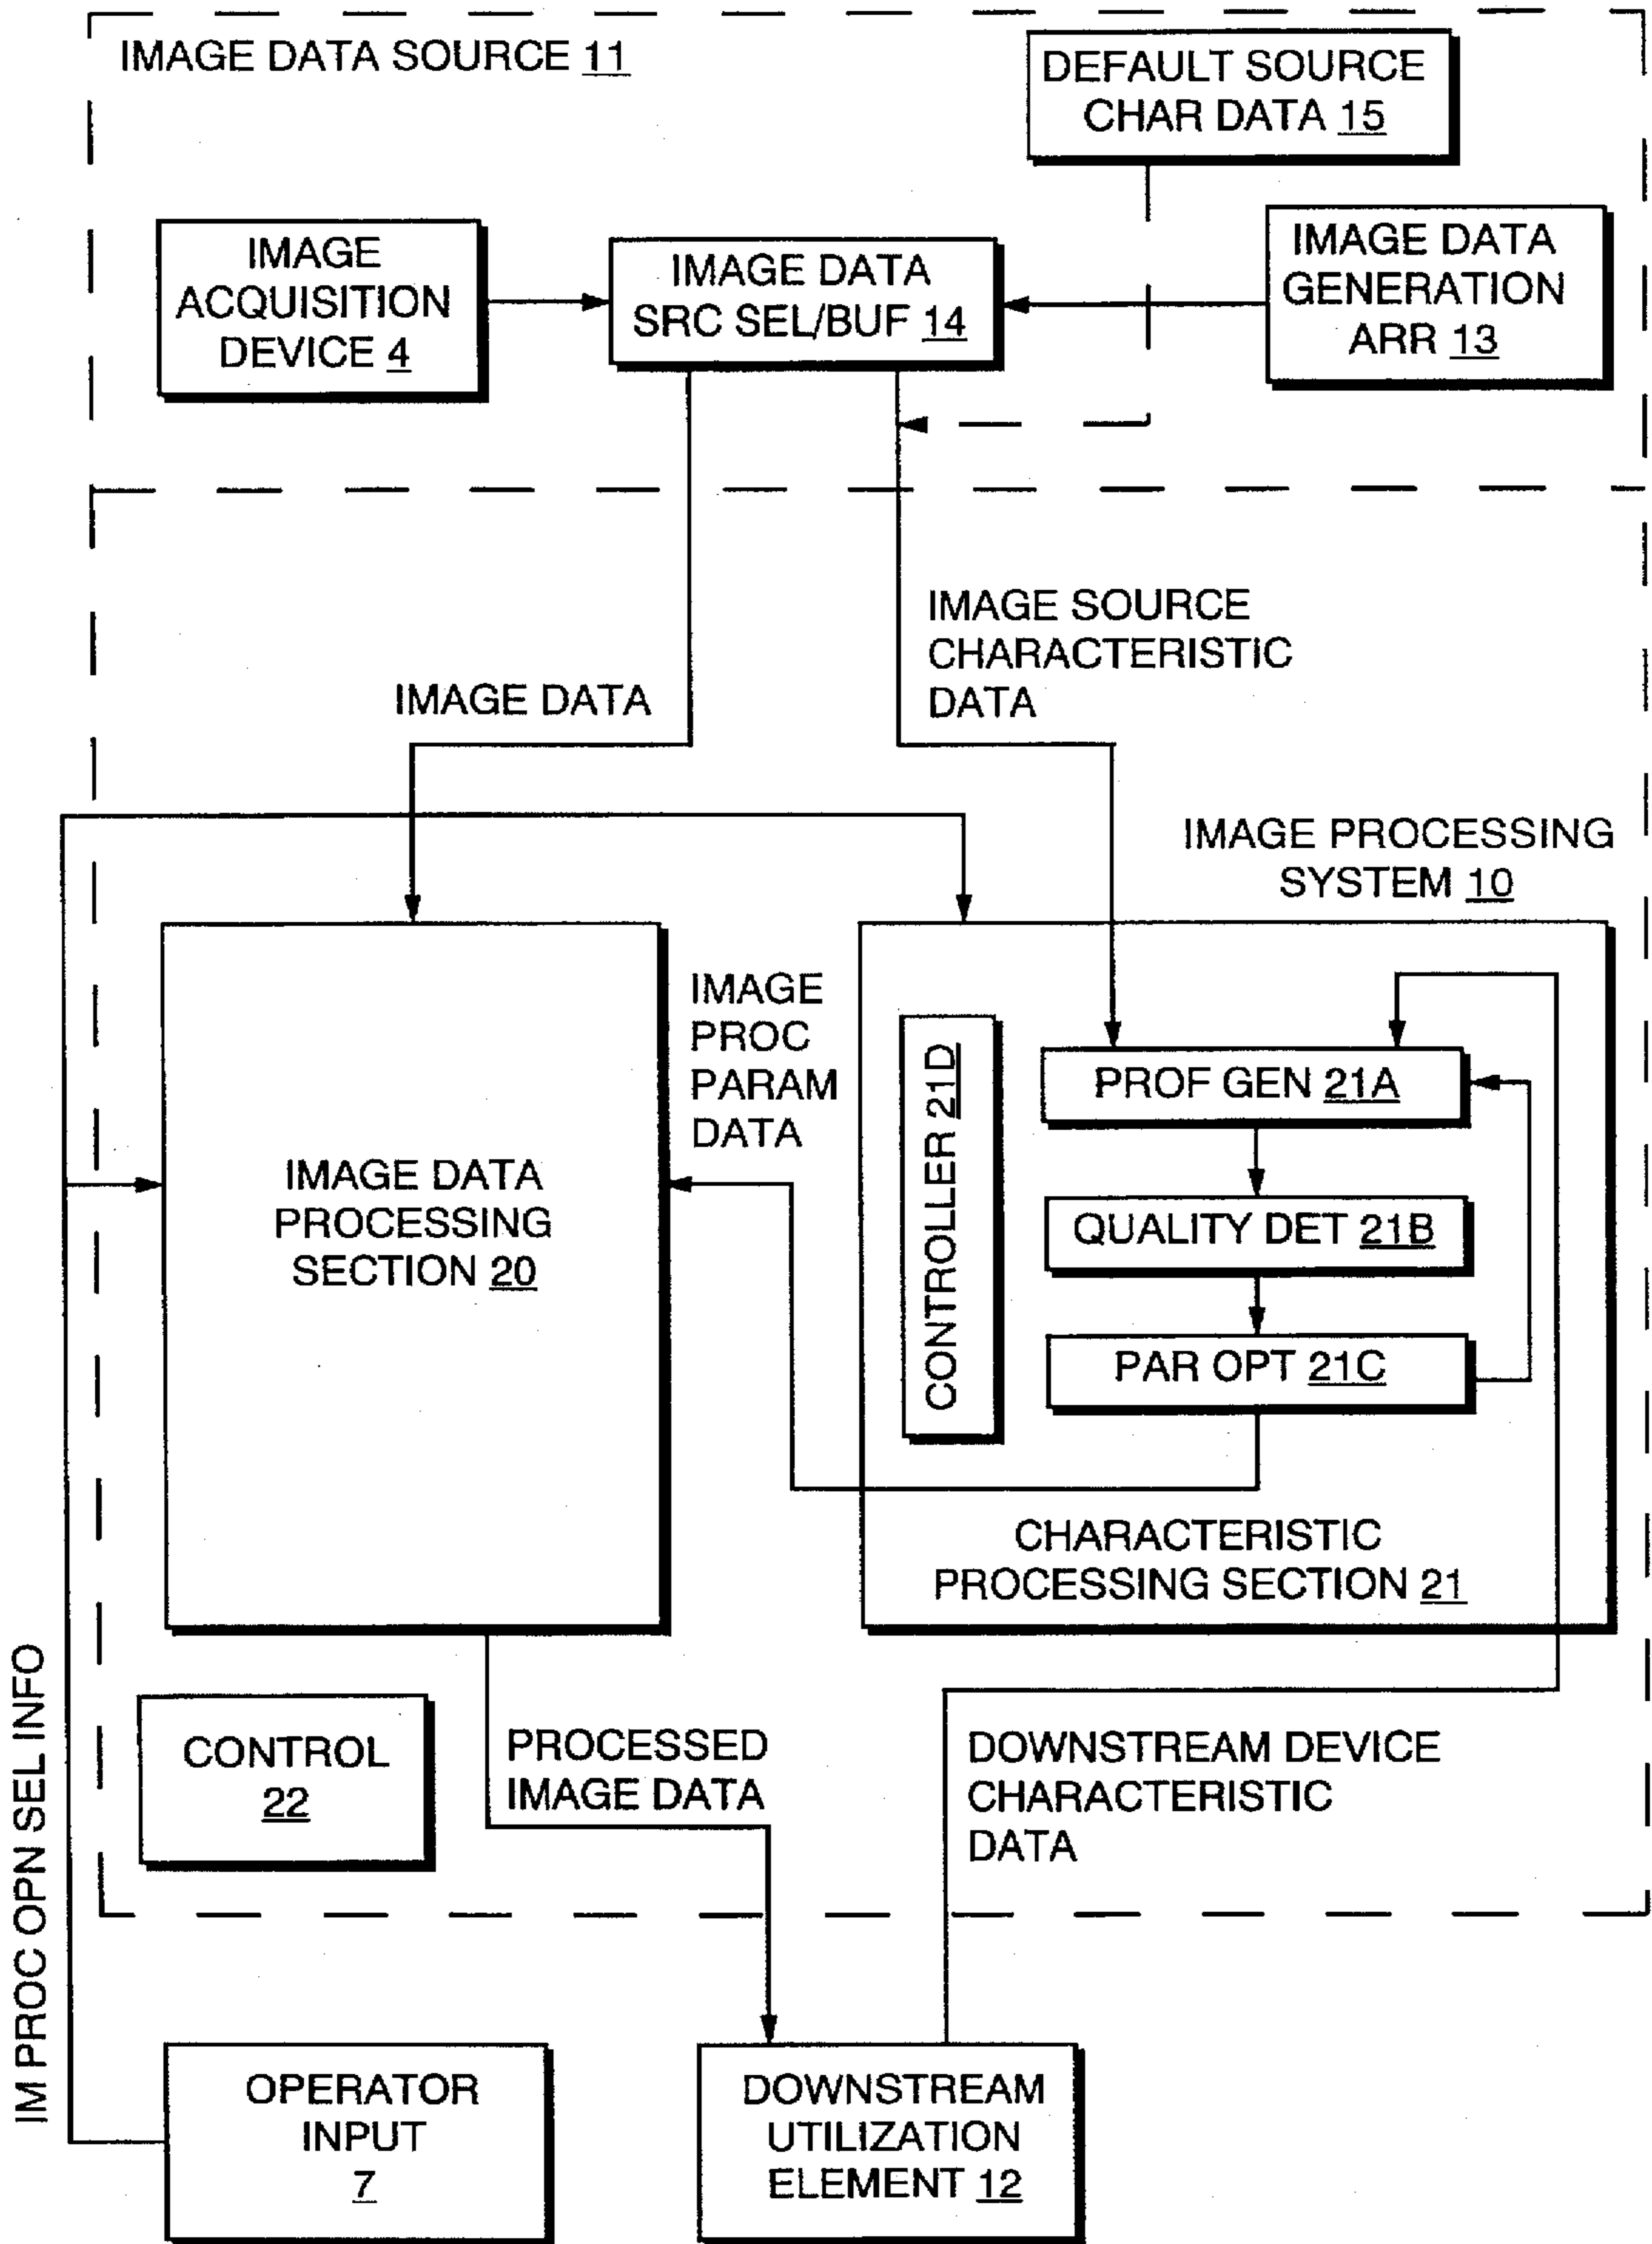 IMAGE DATA SOURCE 11
DEFAULT SOURCE
CHAR DATA 15
IMAGE
ACQUISITION
DEVICE 4
IMAGE DATA
SRC SEL/BUF 14
IMAGE DATA
GENERATION
ARR 13
IMAGE SOURCE
CHARACTERISTIC
DATA
IMAGE DATA
IMAGE PROCESSING
SYSTEM 10
IMAGE
PROC
PARAM
DATA
CONTROLLER 21D
PROF GEN 21A
QUALITY DET 21B
PAR OPT 21C
IMAGE DATA
PROCESSING
SECTION 20
CHARACTERISTIC
PROCESSING SECTION 21
IM PROC OPN SEL INFO
CONTROL
22
PROCESSED
IMAGE DATA
DOWNSTREAM DEVICE
CHARACTERISTIC
DATA
OPERATOR
INPUT
7
DOWNSTREAM
UTILIZATION
ELEMENT 12